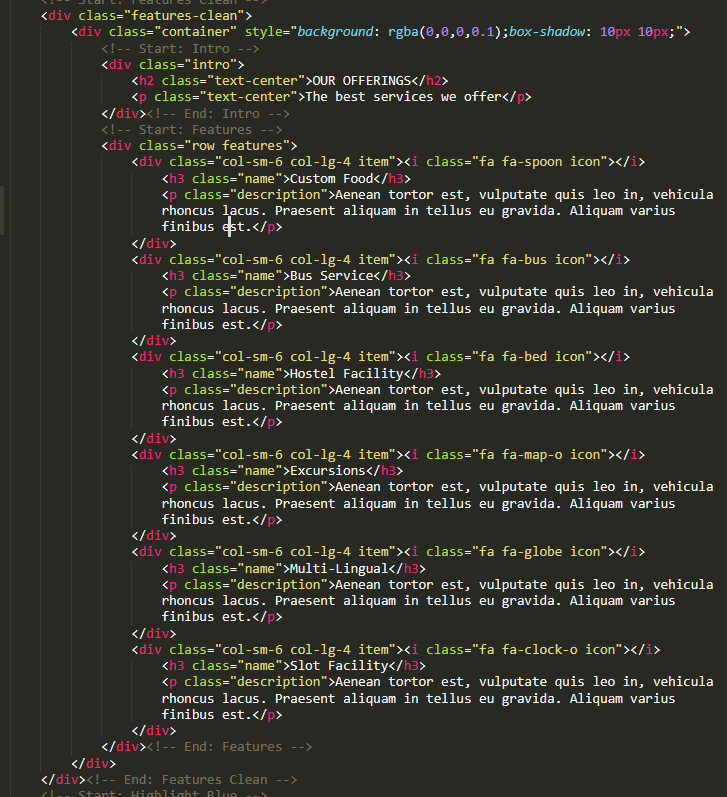 <!-- Start: Features Clean -->
<div class="features-clean">
<div class="container" style="background: rgba(0,0,0,0.1);box-shadow: 10px 10px;">
<!-- Start: Intro -->
<div class="intro">
<h2 class="text-center">OUR OFFERINGS</h2>
<p class="text-center">The best services we offer</p>
</div><!-- End: Intro -->
<!-- Start: Features -->
<div class="row features">
<div class="col-sm-6 col-lg-4 item"><i class="fa fa-spoon icon"></i>
<h3 class="name">Custom Food</h3>
<p class="description">Aenean tortor est, vulputate quis leo in, vehicula
rhoncus lacus. Praesent aliquam in tellus eu gravida. Aliquam varius
finibus est.</p>
</div>
<div class="col-sm-6 col-lg-4 item"><i class="fa fa-bus icon"></i>
<h3 class="name">Bus Service</h3>
<p class="description">Aenean tortor est, vulputate quis leo in, vehicula
rhoncus lacus. Praesent aliquam in tellus eu gravida. Aliquam varius
finibus est.</p>
</div>
<div class="col-sm-6 col-lg-4 item"><i class="fa fa-bed icon"></i>
<h3 class="name">Hostel Facility</h3>
<p class="description">Aenean tortor est, vulputate quis leo in, vehicula
rhoncus lacus. Praesent aliquam in tellus eu gravida. Aliquam varius
finibus est.</p>
</div>
<div class="col-sm-6 col-lg-4 item"><i class="fa fa-map-o icon"></i>
<h3 class="name">Excursions</h3>
<p class="description">Aenean tortor est, vulputate quis leo in, vehicula
rhoncus lacus. Praesent aliquam in tellus eu gravida. Aliquam varius
finibus est.</p>
</div>
<div class="col-sm-6 col-lg-4 item"><i class="fa fa-globe icon"></i>
<h3 class="name">Multi-Lingual</h3>
<p class="description">Aenean tortor est, vulputate quis leo in, vehicula
rhoncus lacus. Praesent aliquam in tellus eu gravida. Aliquam varius
finibus est.</p>
</div>
<div class="col-sm-6 col-lg-4 item"><i class="fa fa-clock-o icon"></i>
<h3 class="name">Slot Facility</h3>
<p class="description">Aenean tortor est, vulputate quis leo in, vehicula
rhoncus lacus. Praesent aliquam in tellus eu gravida. Aliquam varius
finibus est.</p>
</div>
</div><!-- End: Features -->
</div>
</div><!-- End: Features Clean -->
<!-- Start: Highlight Blue -->